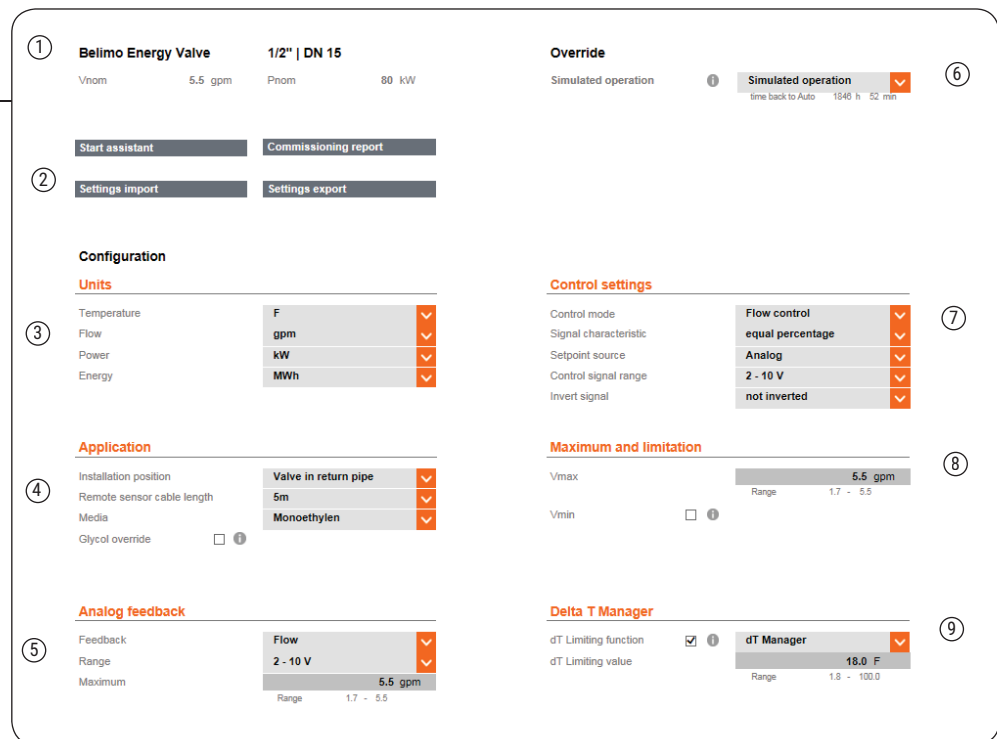 1
Belimo Energy Valve 1/2" | DN 15
Vnom 5.5 gpm Pnom 80 kW
Override
Simulated operation i Simulated operation
time back to Auto 1846 h 52 min
6
2
Start assistant Commissioning report
Settings import Settings export
Configuration
Units
3
Temperature F
Flow gpm
Power kW
Energy MWh
Control settings
7
Control mode Flow control
Signal characteristic equal percentage
Setpoint source Analog
Control signal range 2 - 10 V
Invert signal not inverted
Application
4
Installation position Valve in return pipe
Remote sensor cable length 5m
Media Monoethylen
Glycol override i
Maximum and limitation
8
Vmax 5.5 gpm
Range 1.7 - 5.5
Vmin i
Analog feedback
5
Feedback Flow
Range 2 - 10 V
Maximum 5.5 gpm
Range 1.7 - 5.5
Delta T Manager
9
dT Limiting function i dT Manager
dT Limiting value 18.0 F
Range 1.8 - 100.0